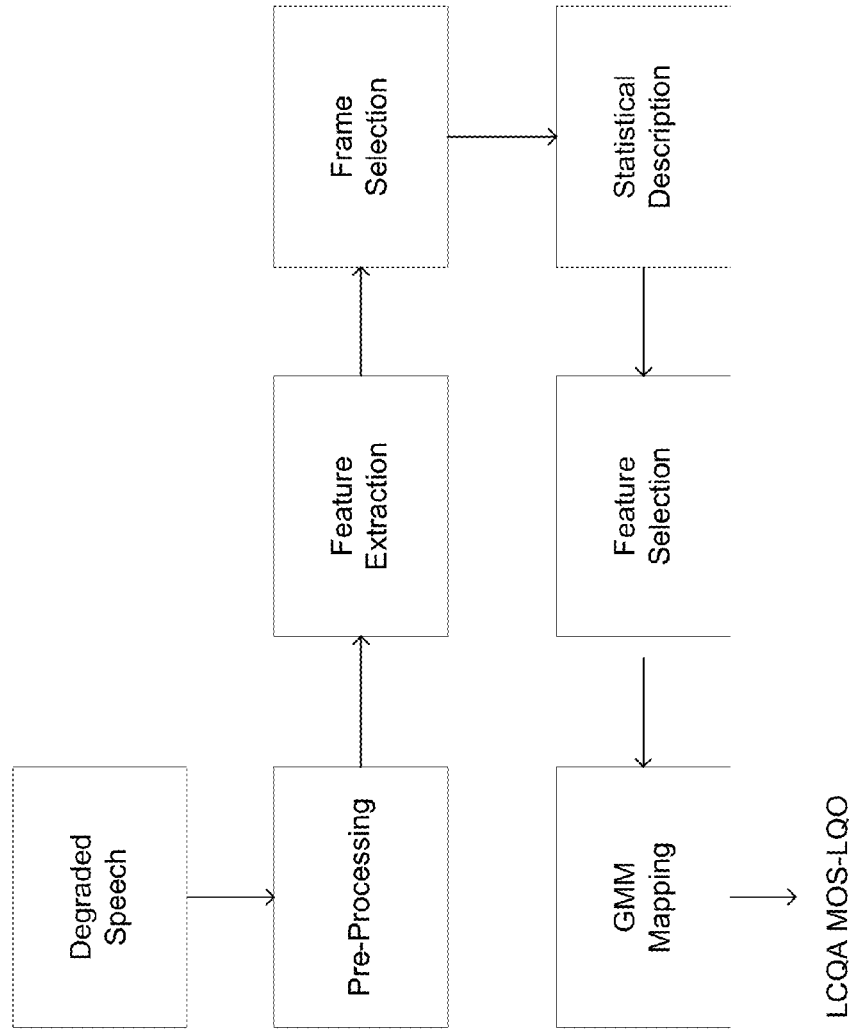 Degraded
Speech
Pre-Processing
Feature
Extraction
Frame
Selection
Statistical
Description
Feature
Selection
GMM
Mapping
LCQA MOS-LQO